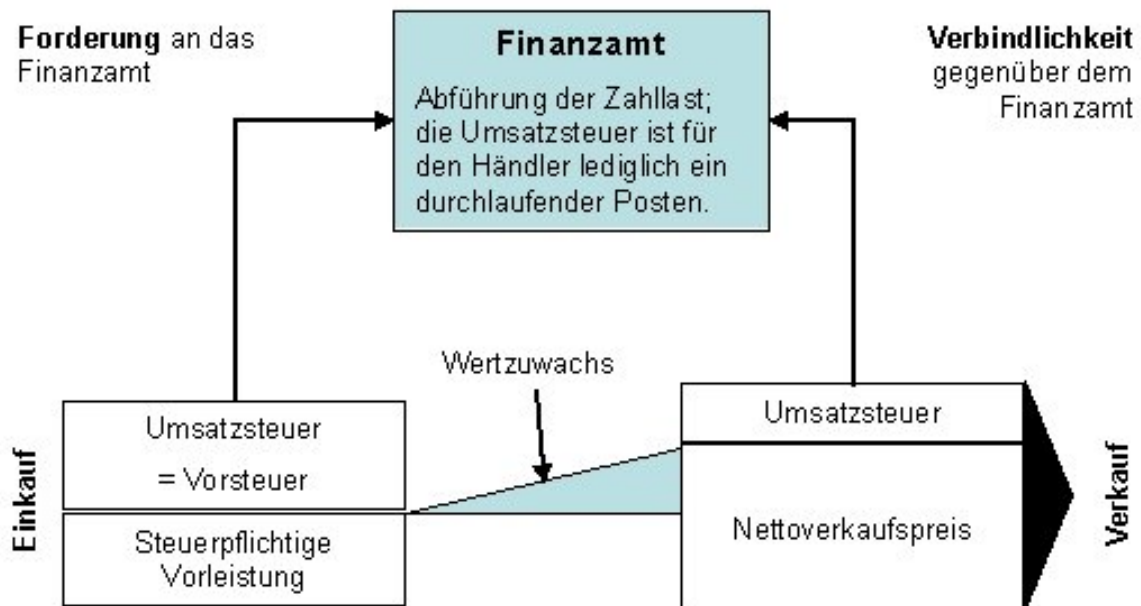 Forderung an das
Finanzamt
Finanzamt
Abführung der Zahllast;
die Umsatzsteuer ist für
den Händler lediglich ein
durchlaufender Posten.
Verbindlichkeit
gegenüber dem
Finanzamt
Wertzuwachs
Einkauf
Umsatzsteuer
= Vorsteuer
Steuerpflichtige
Vorleistung
Umsatzsteuer
Nettoverkaufspreis
Verkauf